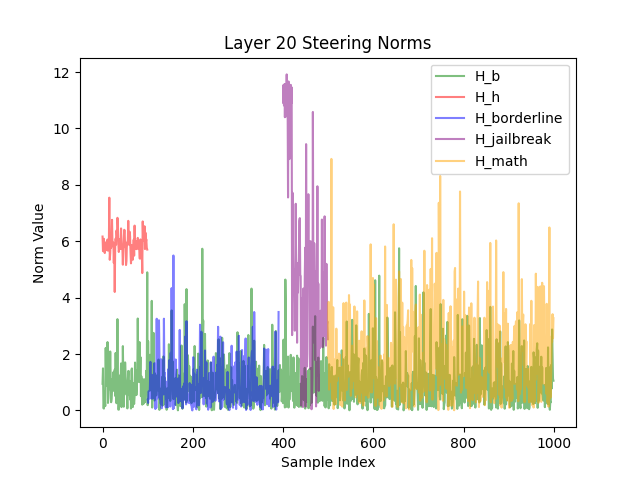 Layer 20 Steering Norms
12
10
8
6
4
2
0
Norm Value
H_b
H_h
H_borderline
H_jailbreak
H_math
0 200 400 600 800 1000
Sample Index